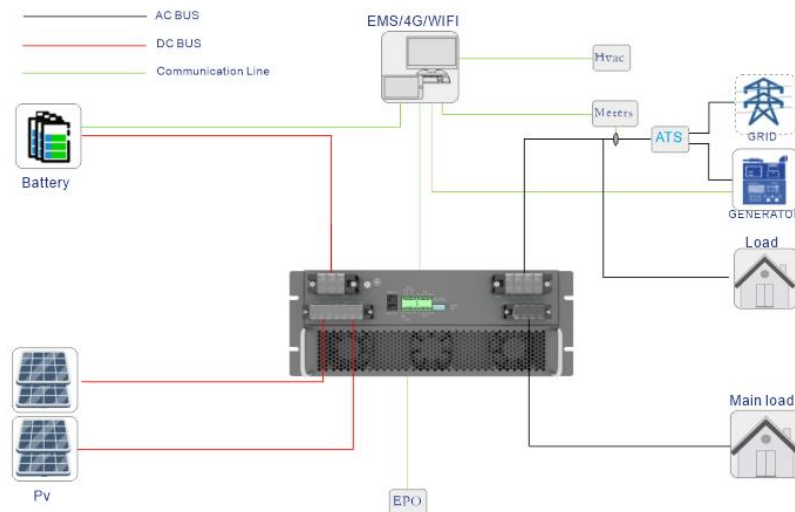 AC BUS
DC BUS
Communication Line
EMS/4G/WIFI
Hvac
Meters
ATS
GRID
Battery
GENERATOR
Load
Main load
Pv
EPO